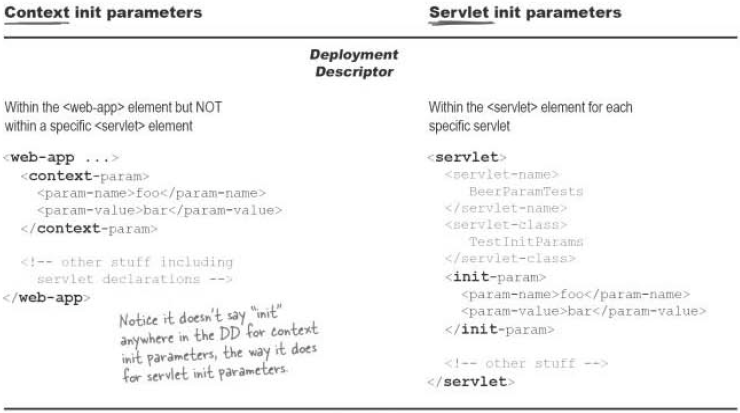 Context init parameters
Servlet init parameters
Deployment
Descriptor
Within the <web-app> element but NOT
within a specific <servlet> element
<web-app ...>
<context-param>
<param-name>foo</param-name>
<param-value>bar</param-value>
</context-param>
<!-- other stuff including
servlet declarations -->
</web-app>
Notice it doesn't say "init"
anywhere in the DD for context
init parameters, the way it does
for servlet init parameters.
Within the <servlet> element for each
specific servlet
<servlet>
<servlet-name>
BeerParamTests
</servlet-name>
<servlet-class>
TestInitParams
</servlet-class>
<init-param>
<param-name>foo</param-name>
<param-value>bar</param-value>
</init-param>
<!-- other stuff -->
</servlet>